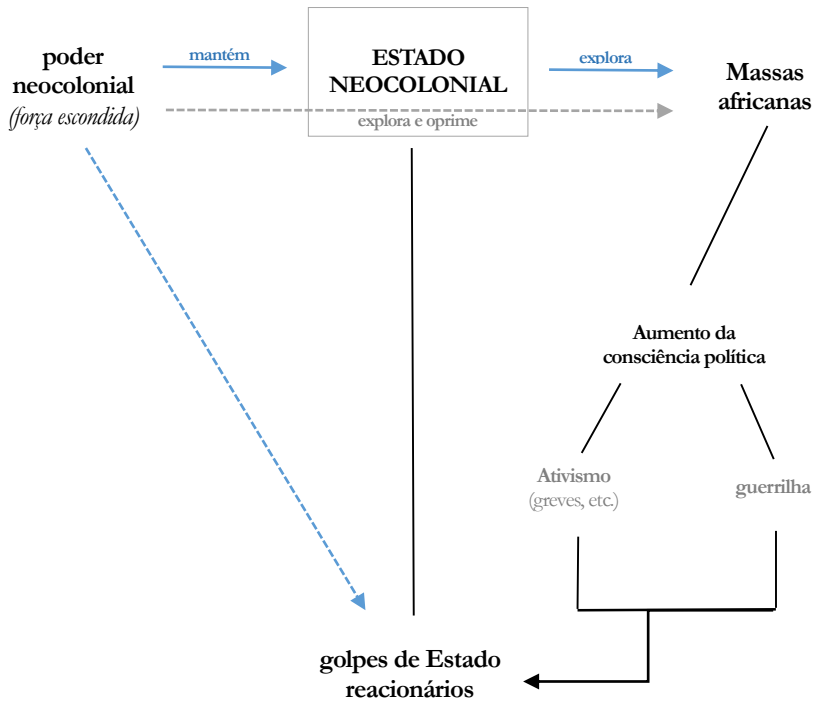 poder
neocolonial
(força escondida)
mantém
ESTADO
NEOCOLONIAL
explora e oprime
explora
Massas
africanas
Aumento da
consciência política
Ativismo
(greves, etc.)
guerrilha
golpes de Estado
reacionários